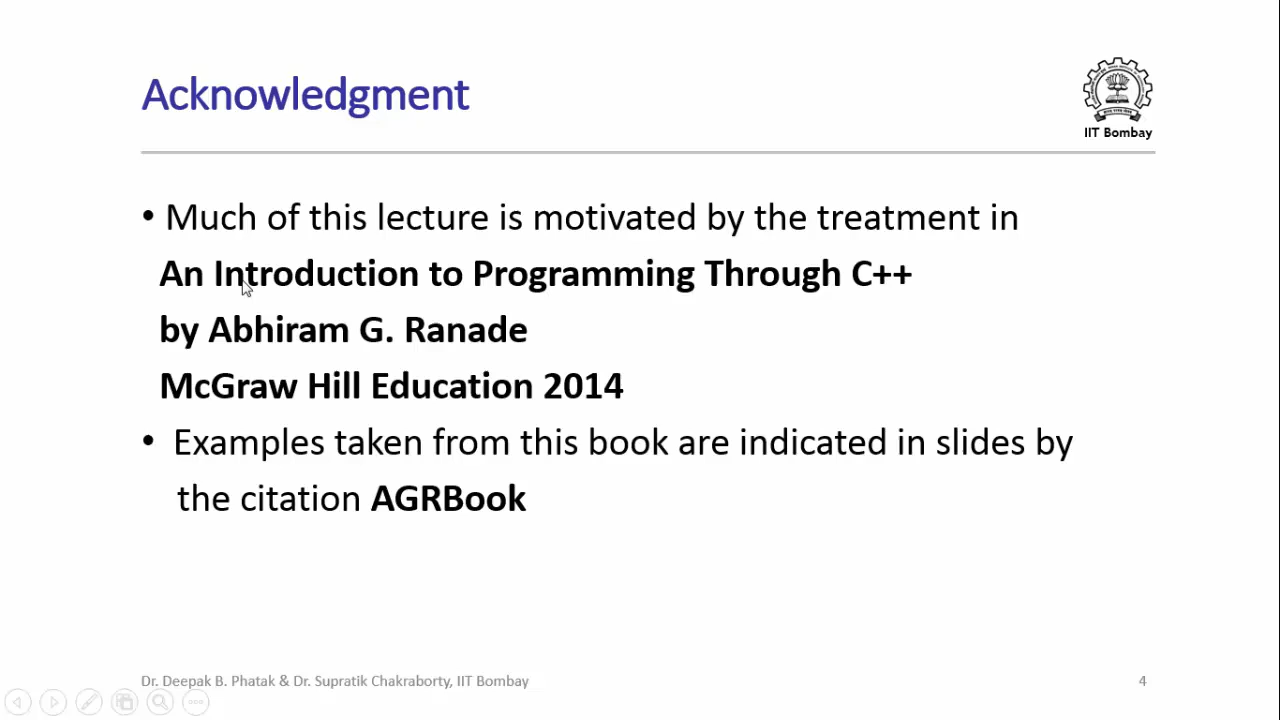 Acknowledgment
IIT Bombay
• Much of this lecture is motivated by the treatment in
An Introduction to Programming Through C++
by Abhiram G. Ranade
McGraw Hill Education 2014
• Examples taken from this book are indicated in slides by
the citation AGRBook
Dr. Deepak B. Phatak & Dr. Supratik Chakraborty, IIT Bombay
4